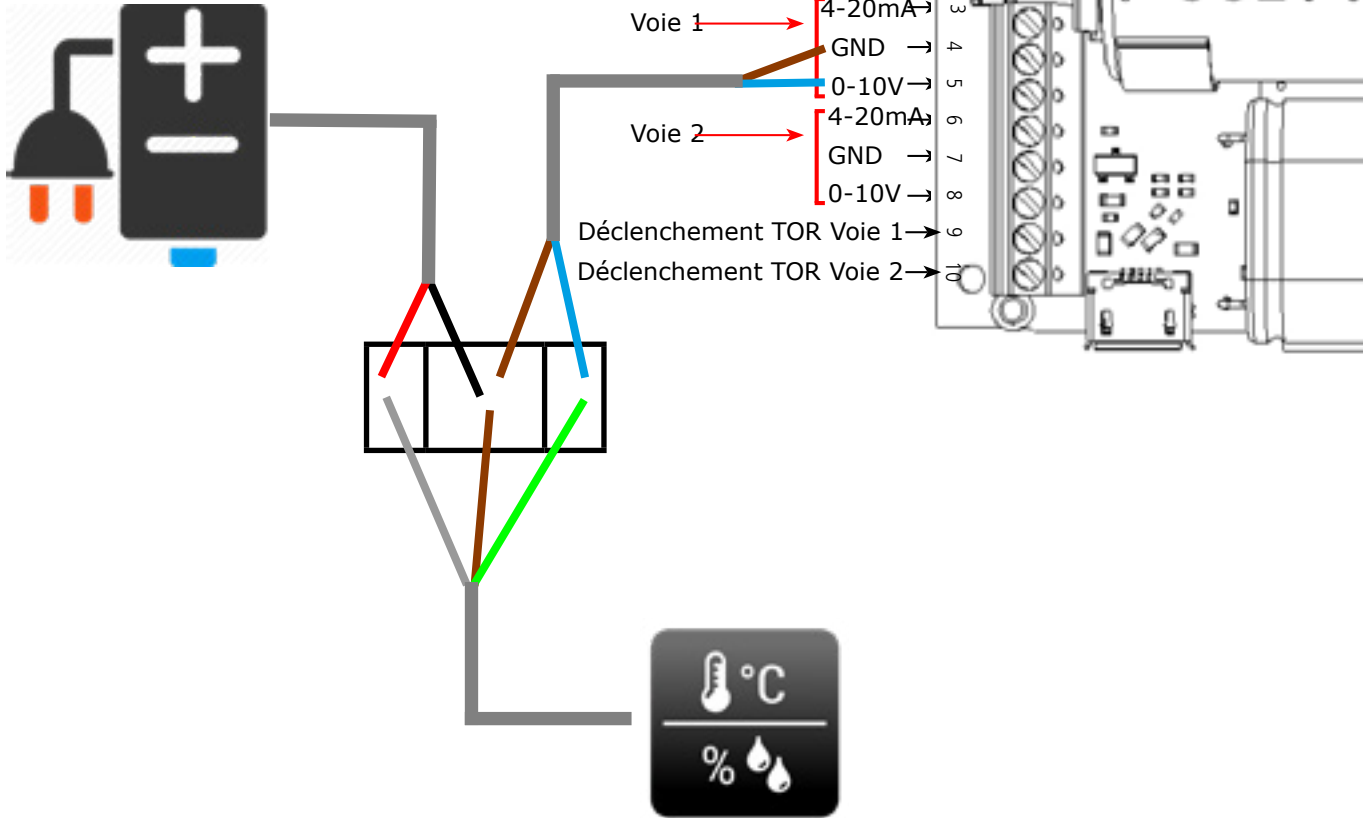 Voie 1
4-20mA
3
GND
4
0-10V
5
4-20mA
6
Voie 2
GND
7
0-10V
8
Déclenchement TOR Voie 1
9
Déclenchement TOR Voie 2
10
°C
%